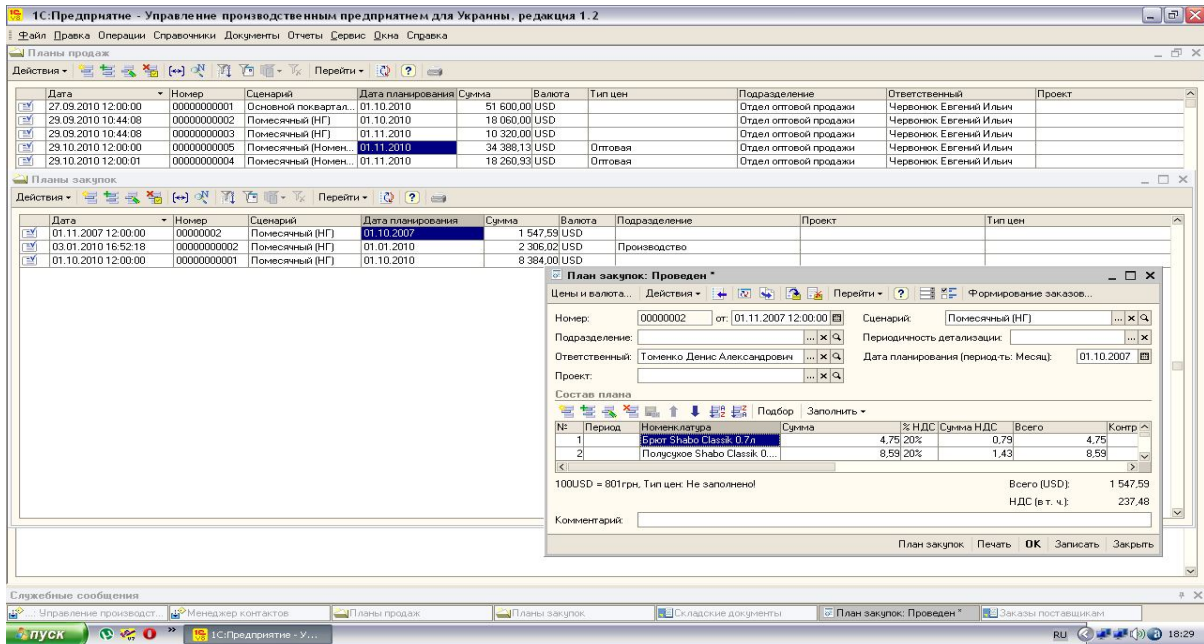 1С:Предприятие - Управление производственным предприятием для Украины, редакция 1.2
Файл Правка Операции Справочники Документы Отчеты Сервис Окна Справка
Планы продаж
Действия Перейти
Дата Номер Сценарий Дата планирования Сумма Валюта Тип цен Подразделение Ответственный Проект
27.09.2010 12:00:00 00000000001 Основной поквартал... 01.10.2010 51 600,00 USD Отдел оптовой продажи Червонюк Евгений Ильич
29.09.2010 10:44:08 00000000002 Помесячный (НГ) 01.10.2010 18 060,00 USD Отдел оптовой продажи Червонюк Евгений Ильич
29.09.2010 10:44:08 00000000003 Помесячный (НГ) 01.11.2010 10 320,00 USD Отдел оптовой продажи Червонюк Евгений Ильич
29.10.2010 12:00:00 00000000005 Помесячный (Номен... 01.11.2010 34 388,13 USD Оптовая Отдел оптовой продажи Червонюк Евгений Ильич
29.10.2010 12:00:01 00000000004 Помесячный (Номен... 01.11.2010 18 260,93 USD Оптовая Отдел оптовой продажи Червонюк Евгений Ильич
Планы закупок
Действия Перейти
Дата Номер Сценарий Дата планирования Сумма Валюта Подразделение Проект Тип цен
01.11.2007 12:00:00 00000002 Помесячный (НГ) 01.10.2007 1 547,59 USD
03.01.2010 16:52:18 00000000002 Помесячный (НГ) 01.01.2010 2 306,02 USD Производство
01.10.2010 12:00:00 00000000001 Помесячный (НГ) 01.10.2010 8 384,00 USD
План закупок: Проведен *
Цены и валюта... Действия Перейти Формирование заказов...
Номер: 00000002 от: 01.11.2007 12:00:00 Сценарий: Помесячный (НГ)
Подразделение: Периодичность детализации:
Ответственный: Томенко Денис Александрович Дата планирования (период-ть: Месяц): 01.10.2007
Проект:
Состав плана
Подбор Заполнить
№ Период Номенклатура Сумма % НДС Сумма НДС Всего Контр
1 Брют Shabo Classik 0.7л 4,75 20% 0,79 4,75
2 Полусухое Shabo Classik 0.... 8,59 20% 1,43 8,59
100USD = 801грн, Тип цен: Не заполнено! Всего (USD): 1 547,59
НДС (в т. ч.): 237,48
Комментарий:
План закупок Печать OK Записать Закрыть
Служебные сообщения
...: Управление производст... Менеджер контактов Планы продаж Планы закупок Складские документы План закупок: Проведен * Заказы поставщикам
пуск 1С:Предприятие - У... RU 18:29